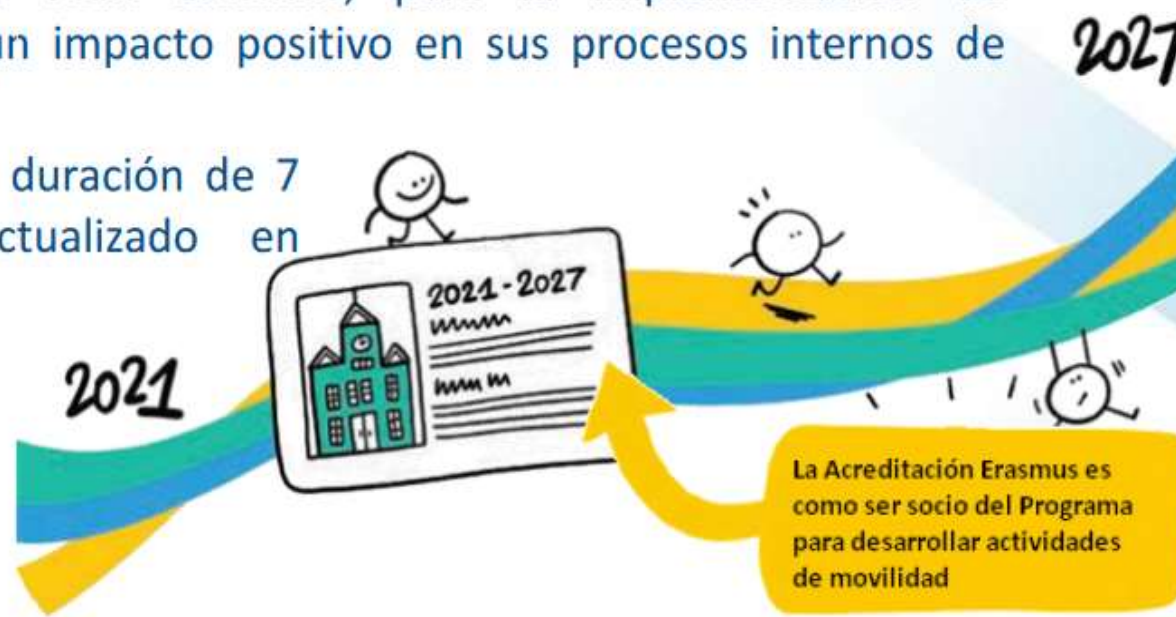 un impacto positivo en sus procesos internos de
2027
duración de 7
ctualizado en
2021-2027
2021
La Acreditación Erasmus es
como ser socio del Programa
para desarrollar actividades
de movilidad